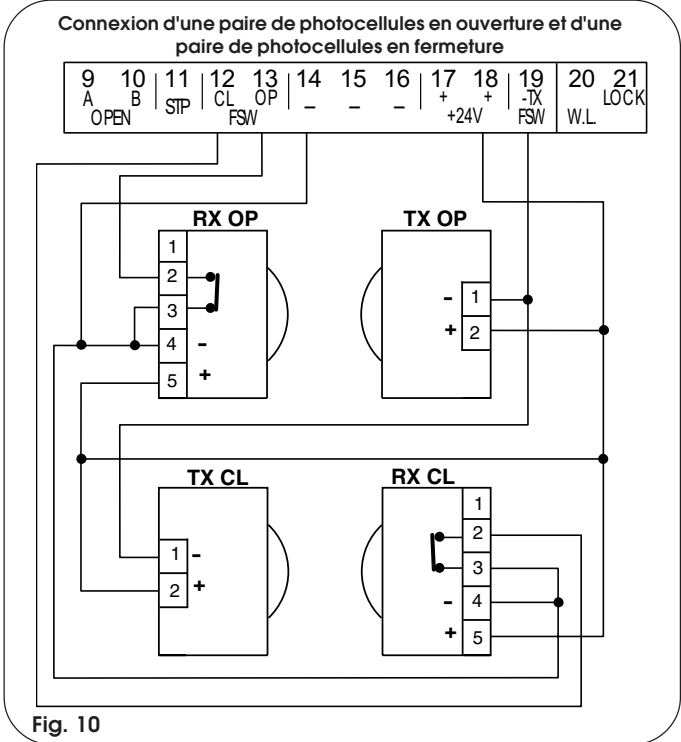 Connexion d'une paire de photocellules en ouverture et d'une
paire de photocellules en fermeture
9 10 11 12 13 14 15 16 17 18 19 20 21
A B STP CL OP – – – + + -TX LOCK
OPEN FSW +24V FSW W.L.
RX OP TX OP
1
2
3
4 -
5 +
- 1
+ 2
TX CL RX CL
1 -
2 +
1
2
3
- 4
+ 5
Fig. 10